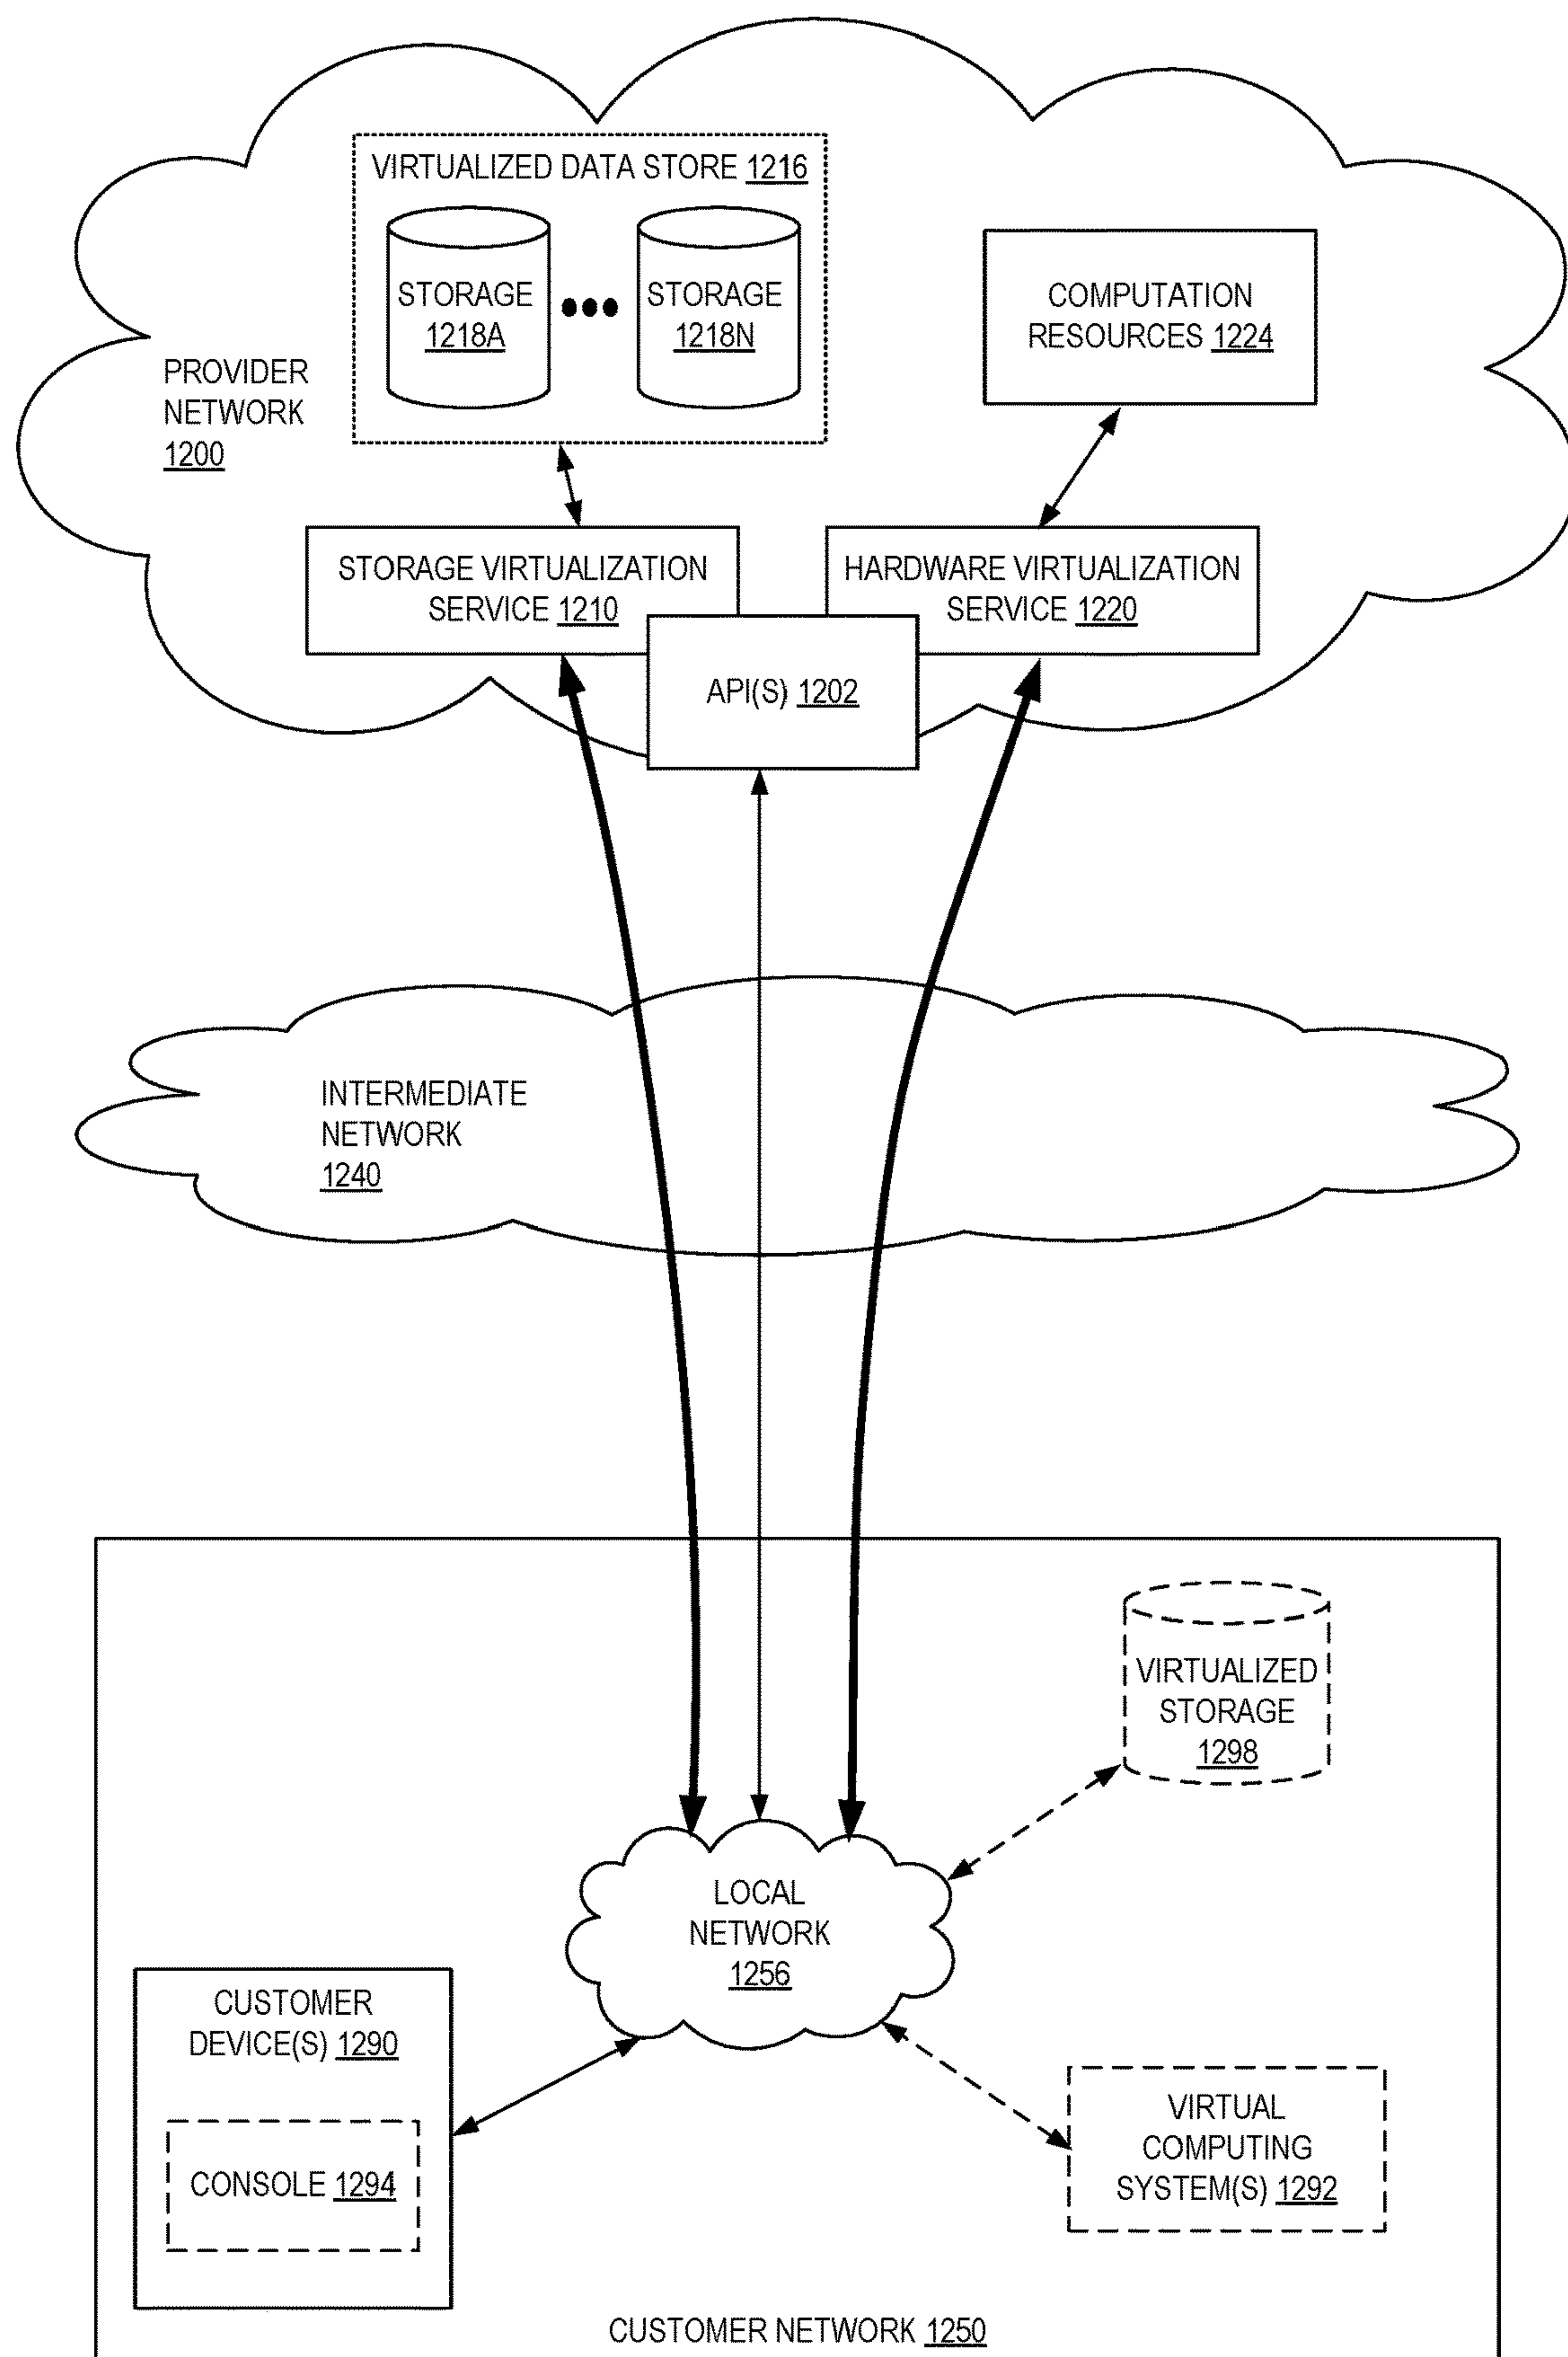 VIRTUALIZED DATA STORE 1216
STORAGE
1218A
STORAGE
1218N
COMPUTATION
RESOURCES 1224
PROVIDER
NETWORK
1200
STORAGE VIRTUALIZATION
SERVICE 1210
HARDWARE VIRTUALIZATION
SERVICE 1220
API(S) 1202
INTERMEDIATE
NETWORK
1240
VIRTUALIZED
STORAGE
1298
LOCAL
NETWORK
1256
CUSTOMER
DEVICE(S) 1290
CONSOLE 1294
VIRTUAL
COMPUTING
SYSTEM(S) 1292
CUSTOMER NETWORK 1250